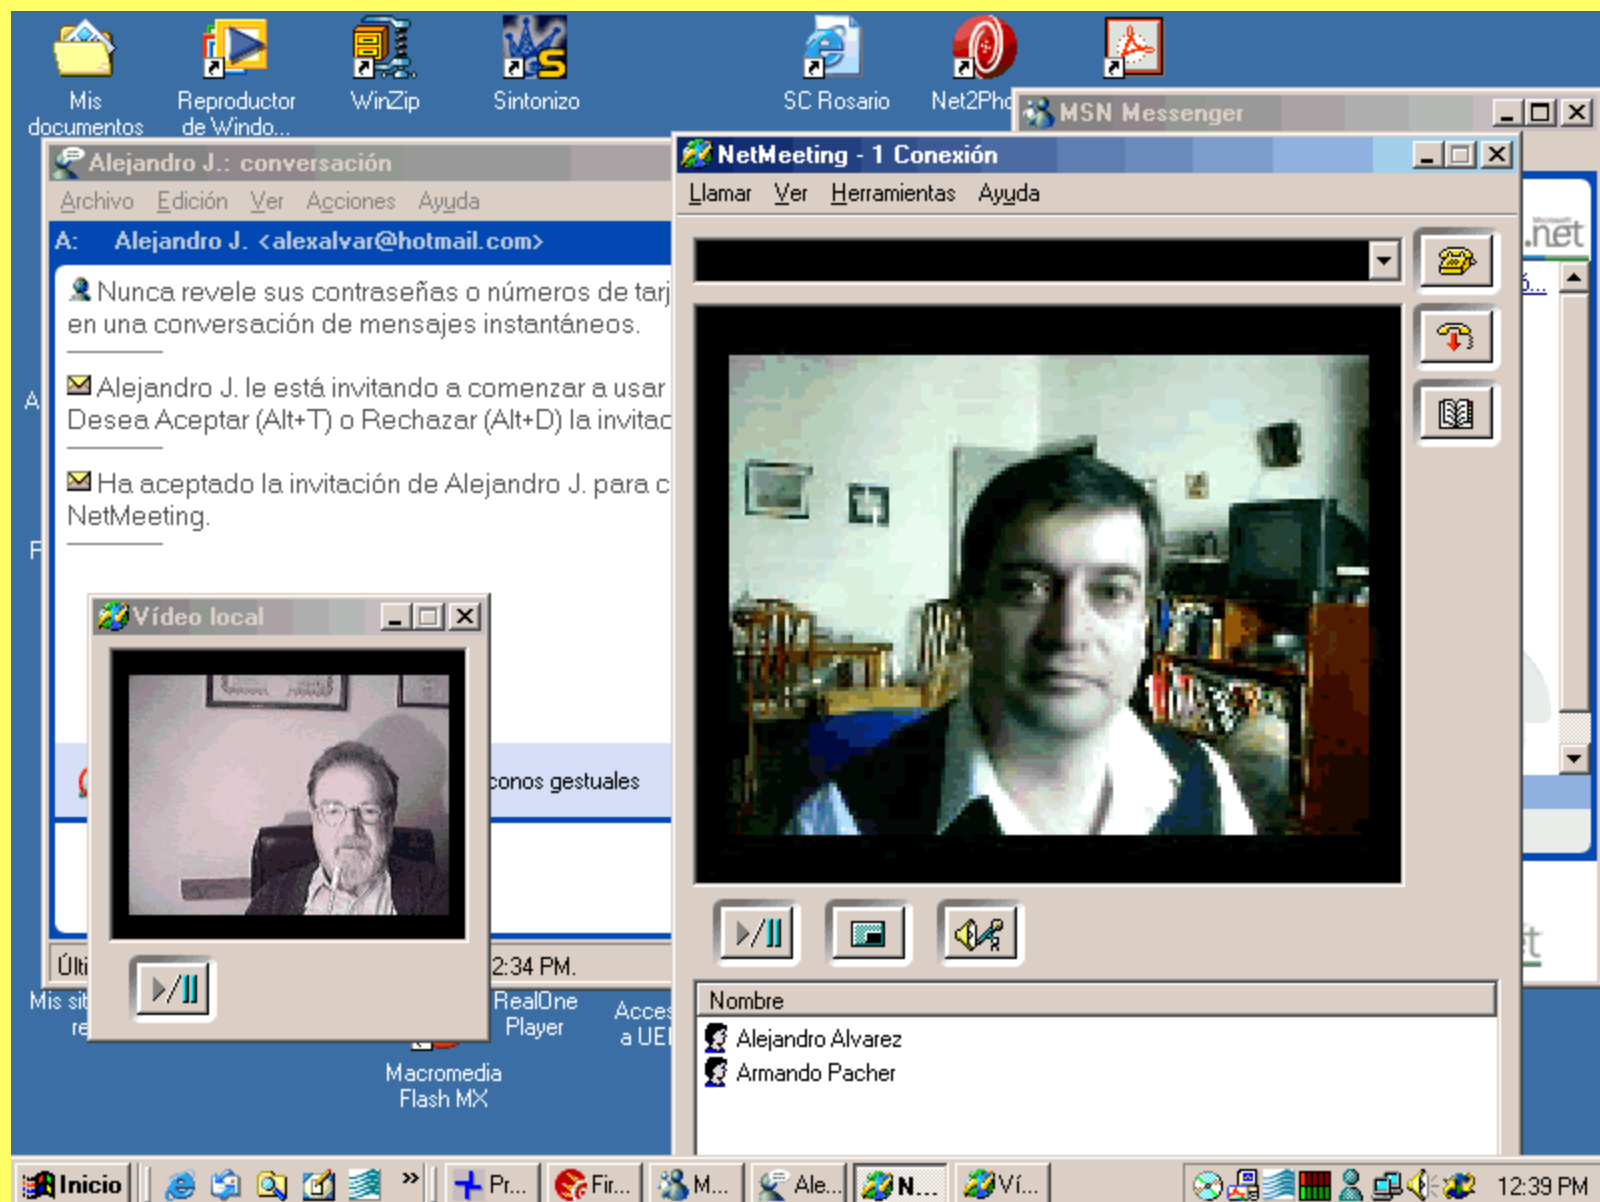 Mis
documentos
Reproductor
de Windo...
WinZip
Sintonizo
SC Rosario
Net2Pho
MSN Messenger
Alejandro J.: conversación
Archivo Edición Ver Acciones Ayuda
A: Alejandro J. <alexalvar@hotmail.com>
Nunca revele sus contraseñas o números de tarj
en una conversación de mensajes instantáneos.
Alejandro J. le está invitando a comenzar a usar
Desea Aceptar (Alt+T) o Rechazar (Alt+D) la invitac
Ha aceptado la invitación de Alejandro J. para c
NetMeeting.
conos gestuales
Últi
2:34 PM.
Vídeo local
NetMeeting - 1 Conexión
Llamar Ver Herramientas Ayuda
.net
Nombre
Alejandro Alvarez
Armando Pacher
Mis sit
re
RealOne
Player
Acces
a UE
Macromedia
Flash MX
Inicio
Pr...
Fir...
M...
Ale...
N...
Ví...
12:39 PM